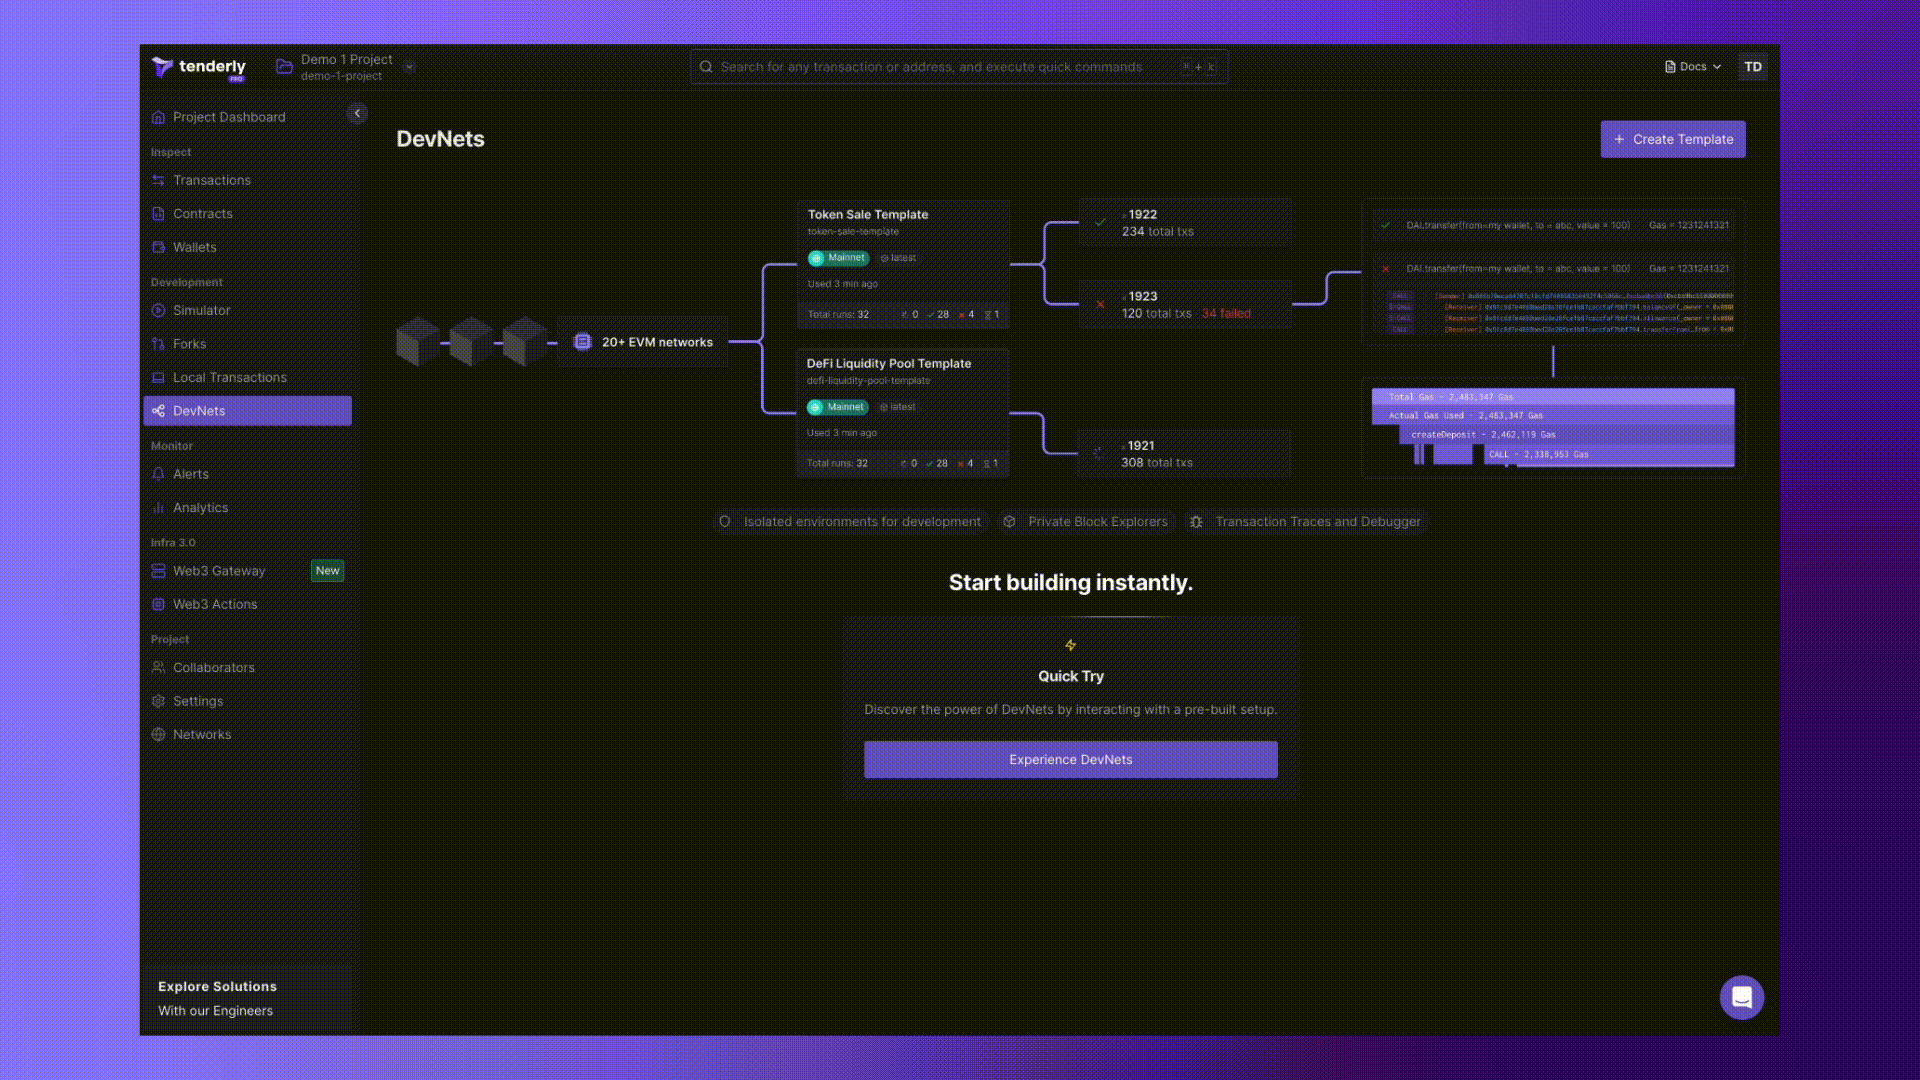 tenderly
PRO
Demo 1 Project
demo-1-project
Search for any transaction or address, and execute quick commands
⌘ + k
Docs
TD
Project Dashboard
Inspect
Transactions
Contracts
Wallets
Development
Simulator
Forks
Local Transactions
DevNets
Monitor
Alerts
Analytics
Infra 3.0
Web3 Gateway
New
Web3 Actions
Project
Collaborators
Settings
Networks
Explore Solutions
With our Engineers
DevNets
+ Create Template
20+ EVM networks
Token Sale Template
token-sale-template
Mainnet
latest
Used 3 min ago
Total runs: 32
0 28 4 1
DeFi Liquidity Pool Template
defi-liquidity-pool-template
Mainnet
latest
Used 3 min ago
Total runs: 32
0 28 4 1
1922
234 total txs
1923
120 total txs 34 failed
1921
308 total txs
DAI.transfer(from=my wallet, to = abc, value = 100) Gas = 1231241321
DAI.transfer(from=my wallet, to = abc, value = 100) Gas = 1231241321
CALL [Sender]
[Receiver]
[Receiver]
CALL [Receiver]
Total Gas - 2,483,347 Gas
Actual Gas Used - 2,483,347 Gas
createDeposit - 2,462,119 Gas
CALL - 2,338,953 Gas
Isolated environments for development
Private Block Explorers
Transaction Traces and Debugger
Start building instantly.
Quick Try
Discover the power of DevNets by interacting with a pre-built setup.
Experience DevNets